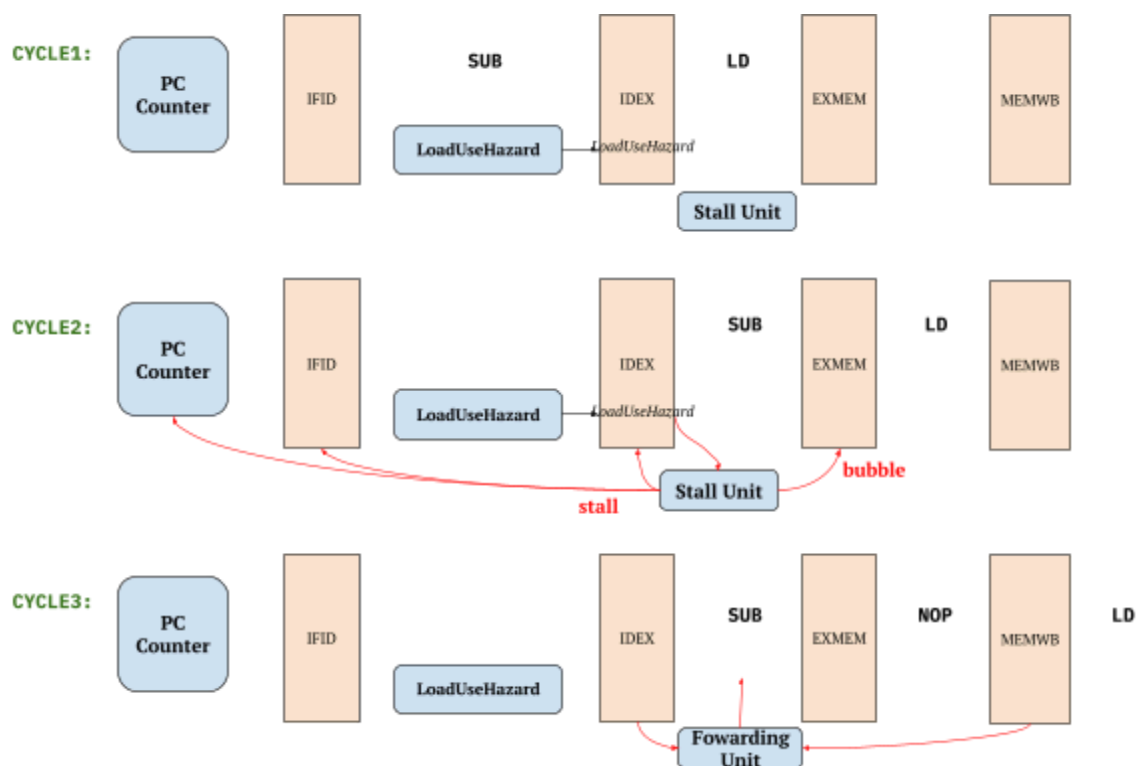 CYCLE1:
PC
Counter
IFID
SUB
LoadUseHazard
IDEX
LoadUseHazard
LD
Stall Unit
EXMEM
MEMWB
CYCLE2:
PC
Counter
IFID
LoadUseHazard
IDEX
LoadUseHazard
SUB
EXMEM
LD
MEMWB
Stall Unit
bubble
stall
CYCLE3:
PC
Counter
IFID
LoadUseHazard
IDEX
SUB
EXMEM
NOP
MEMWB
LD
Fowarding
Unit